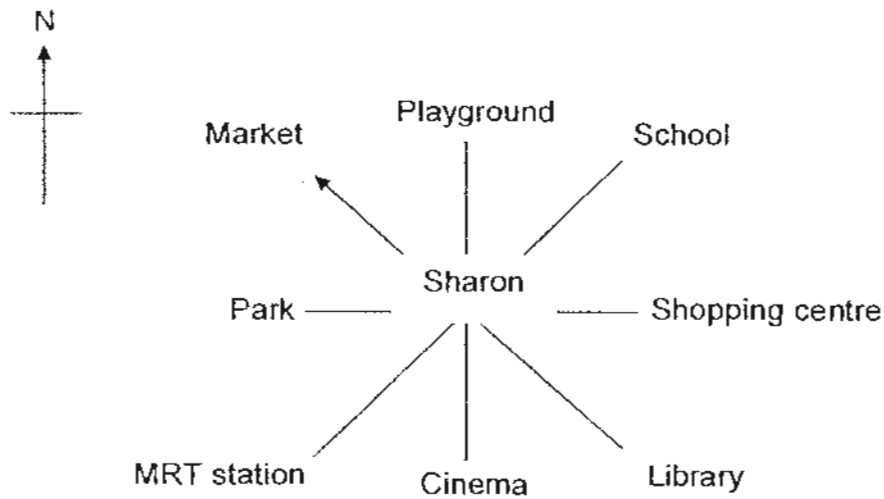 N
Market
Playground
School
Sharon
Park
Shopping centre
MRT station
Cinema
Library